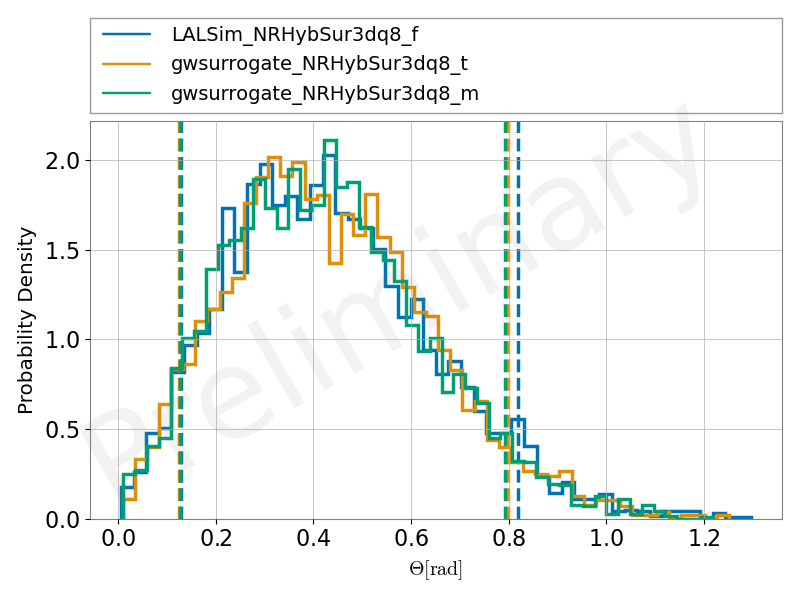 LALSim_NRHybSur3dq8_f
gwsurrogate_NRHybSur3dq8_t
gwsurrogate_NRHybSur3dq8_m
Preliminary
Probability Density
2.0
1.5
1.0
0.5
0.0
0.0 0.2 0.4 0.6 0.8 1.0 1.2
Θ[rad]